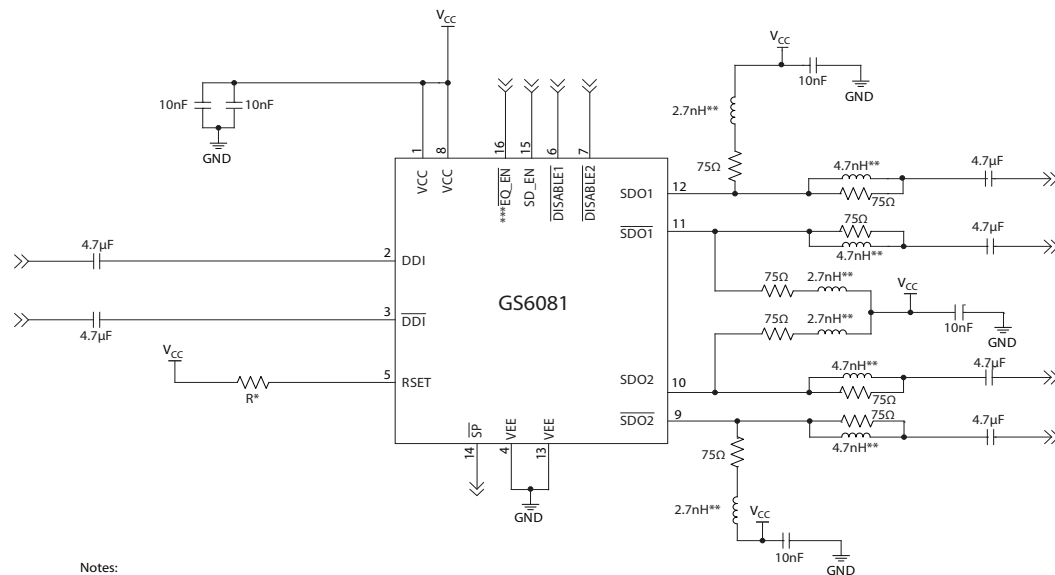 VCC
VCC
10nF
GND
10nF
10nF
GND
2.7nH**
75Ω
1
8
16
15
6
7
VCC
VCC
***EQ_EN
SD_EN
DISABLE1
DISABLE2
SDO1
12
4.7nH**
75Ω
4.7µF
SDO1
11
75Ω
4.7nH**
4.7µF
4.7µF
2
DDI
GS6081
75Ω
2.7nH**
VCC
10nF
GND
4.7µF
3
DDI
75Ω
2.7nH**
VCC
R*
5
RSET
SDO2
10
4.7nH**
75Ω
4.7µF
SDO2
9
75Ω
4.7nH**
4.7µF
SP
VEE
VEE
14
4
13
GND
75Ω
2.7nH**
VCC
10nF
GND
Notes: